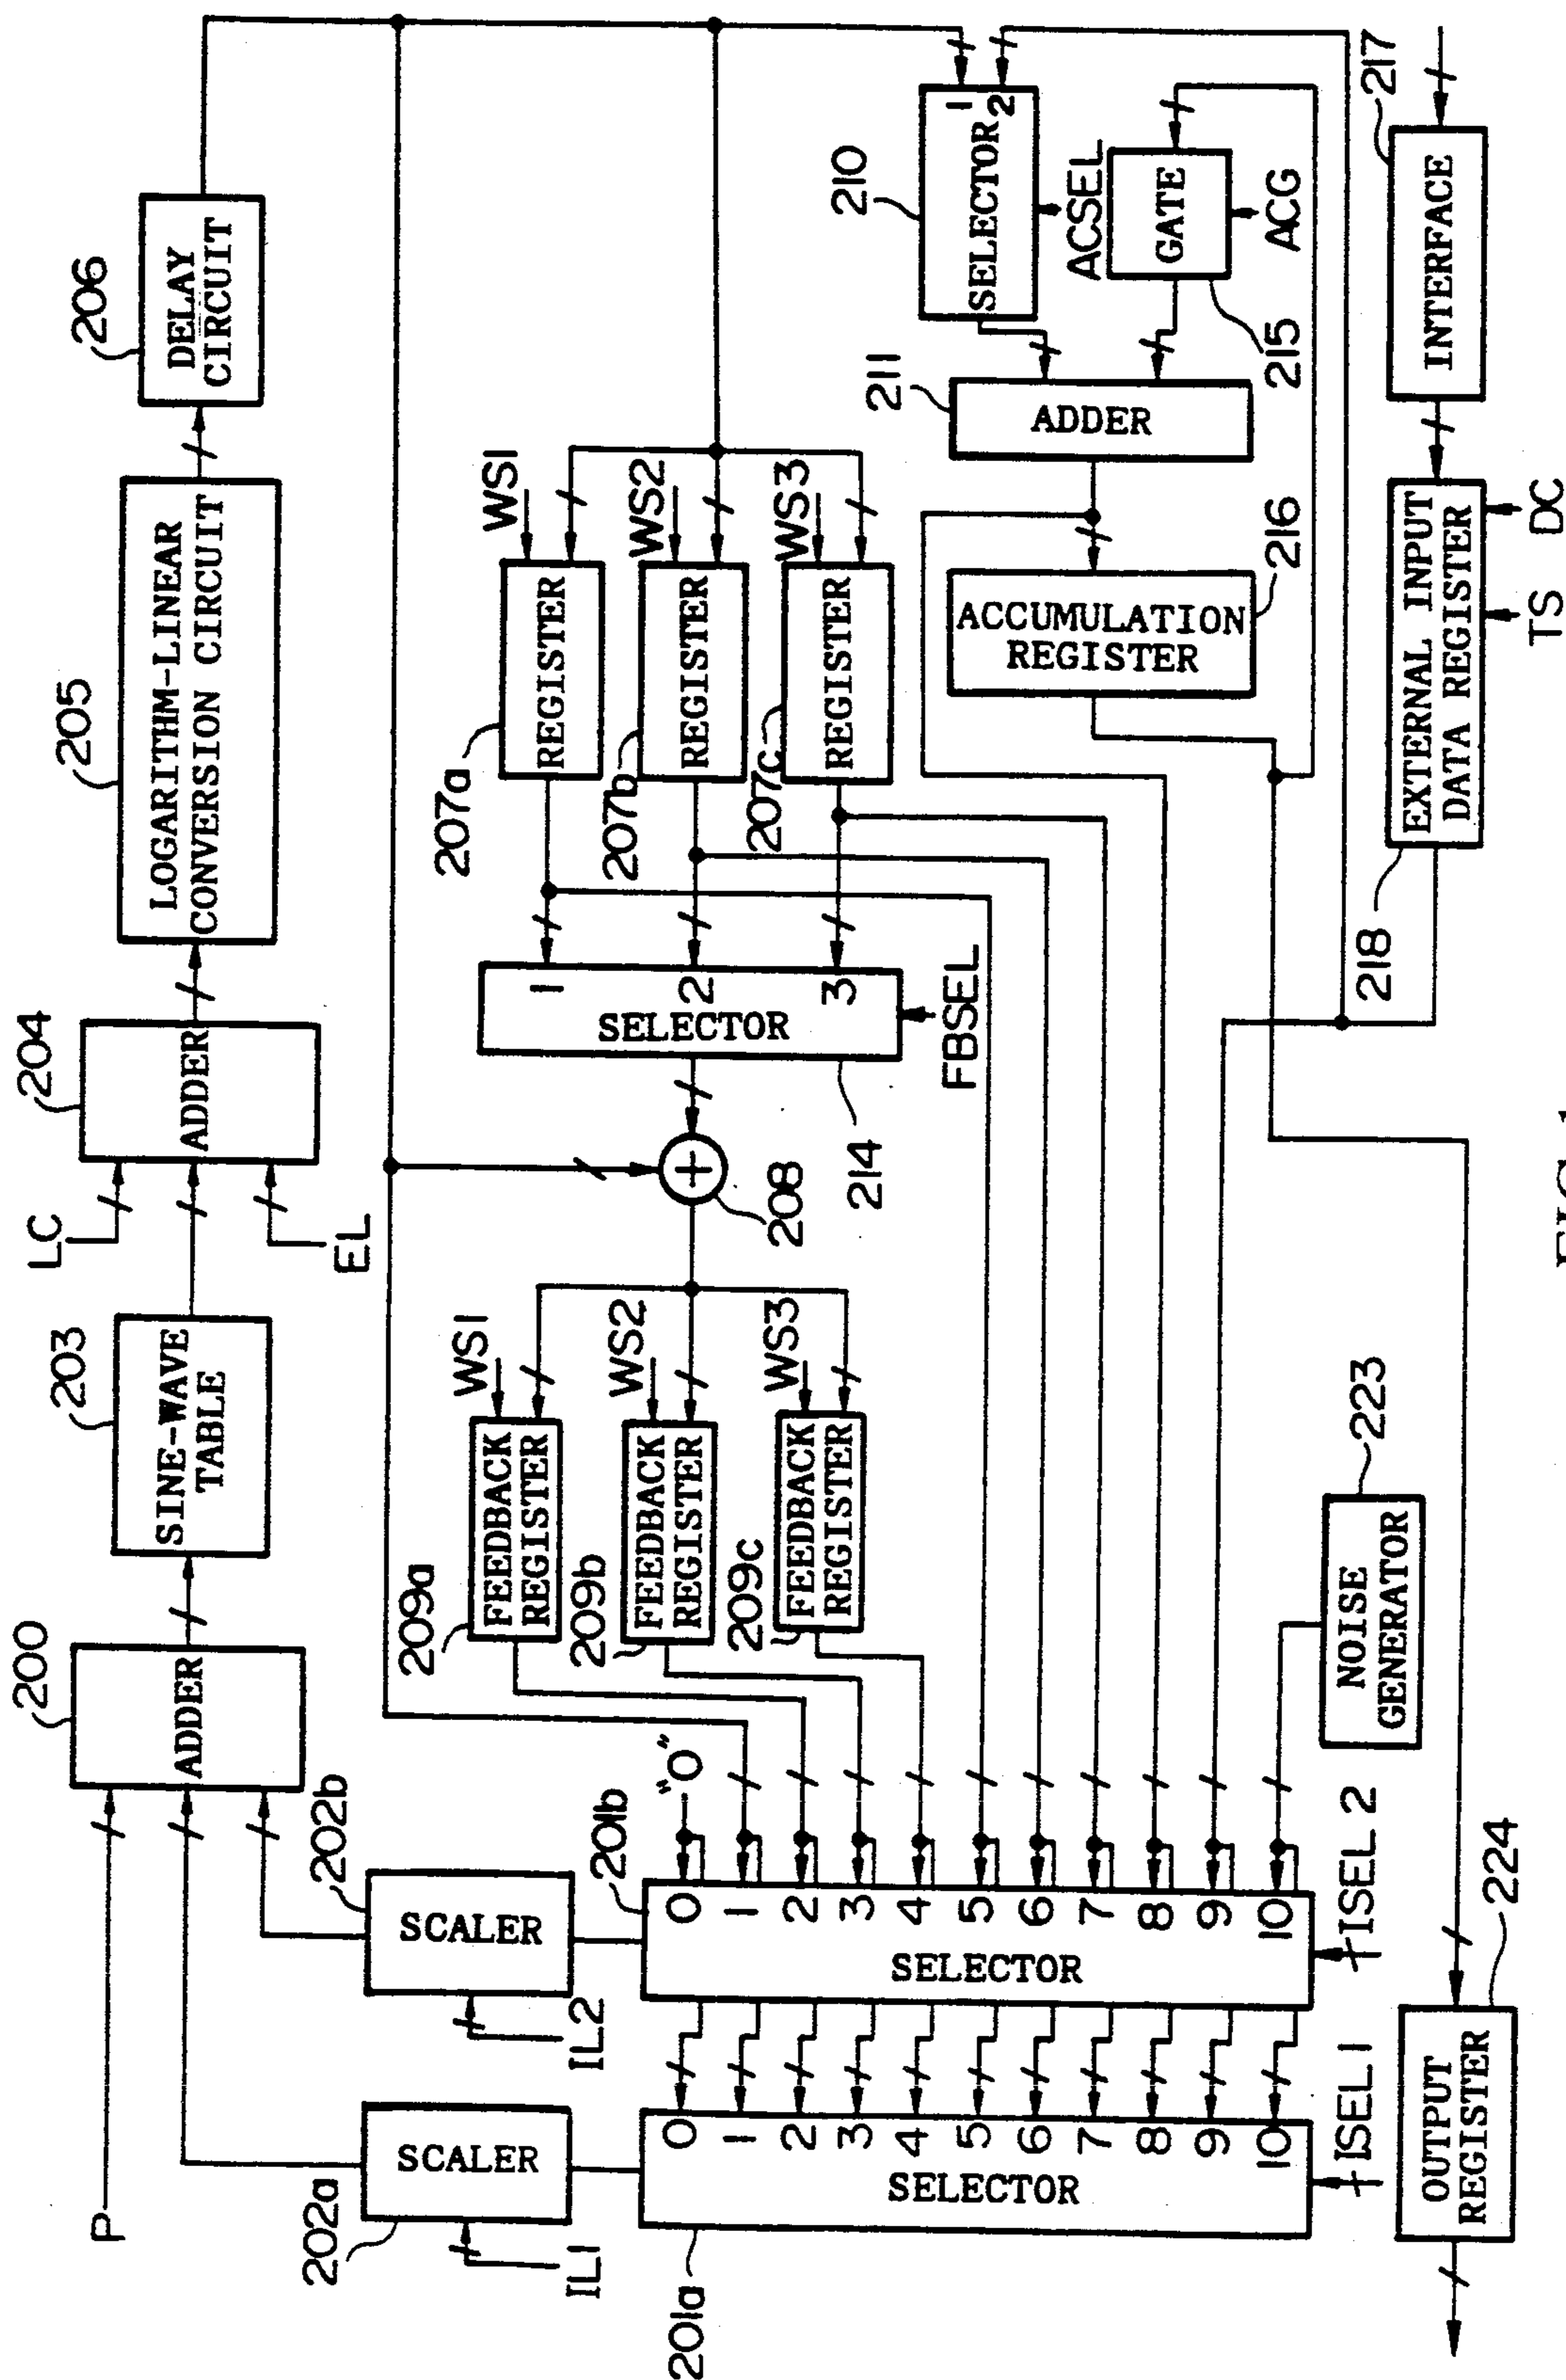 P
200
ADDER
203
SINE-WAVE
TABLE
LC
EL
204
ADDER
205
LOGARITHM-LINEAR
CONVERSION CIRCUIT
206
DELAY
CIRCUIT
202a
SCALER
IL1
202b
SCALER
IL2
201a
SELECTOR
0
1
2
3
4
5
6
7
8
9
10
ISEL1
201b
SELECTOR
0
1
2
3
4
5
6
7
8
9
10
ISEL 2
"0"
209a
FEEDBACK
REGISTER
WS1
209b
FEEDBACK
REGISTER
WS2
209c
FEEDBACK
REGISTER
WS3
208
+
214
SELECTOR
1
2
3
FBSEL
207a
REGISTER
WS1
207b
REGISTER
WS2
207c
REGISTER
WS3
210
SELECTOR
1
2
ACSEL
211
ADDER
GATE
215
ACG
ACCUMULATION
REGISTER
216
217
INTERFACE
218
EXTERNAL INPUT
DATA REGISTER
TS
DC
NOISE
GENERATOR
223
OUTPUT
REGISTER
224